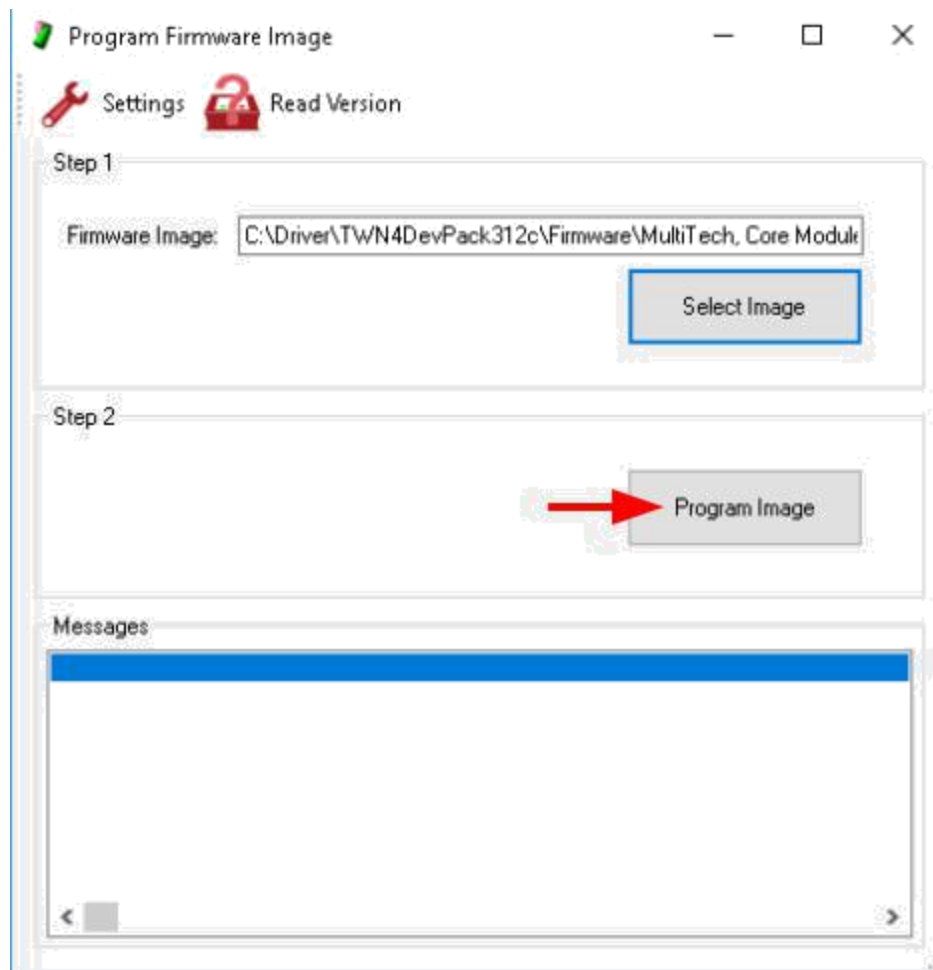 Program Firmware Image
Settings Read Version
Step 1
Firmware Image: C:\Driver\TWN4DevPack312c\Firmware\MultiTech, Core Module
Select Image
Step 2
Program Image
Messages